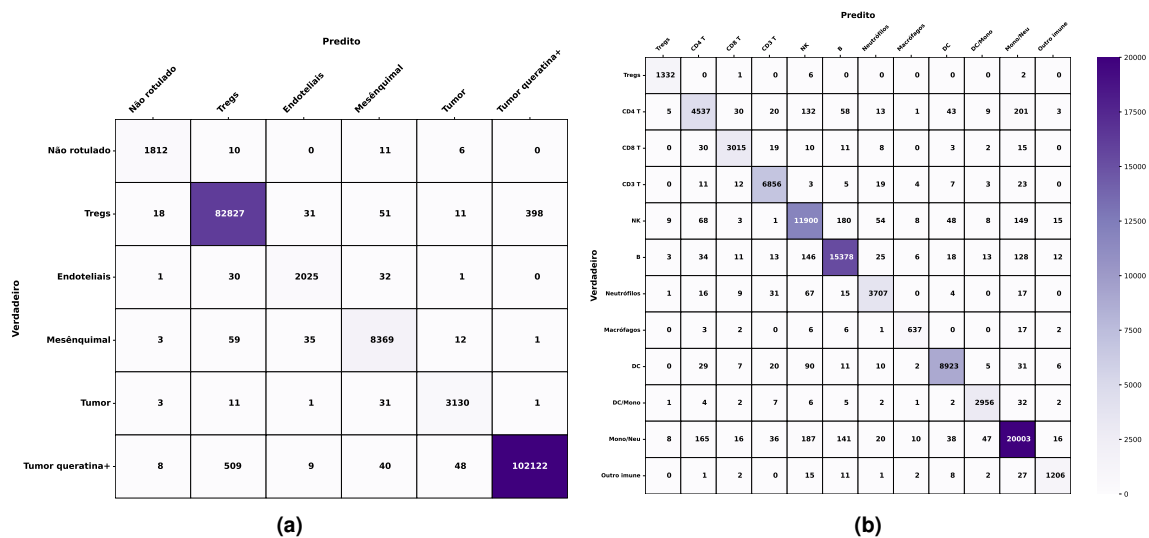 Predito
Não rotulado Tregs Endoteliais Mesênquimal Tumor Tumor queratina+
Verdadeiro
Não rotulado 1812 10 0 11 6 0
Tregs 18 82827 31 51 11 398
Endoteliais 1 30 2025 32 1 0
Mesênquimal 3 59 35 8369 12 1
Tumor 3 11 1 31 3130 1
Tumor queratina+ 8 509 9 40 48 102122
(a)
Predito
Tregs CD4 T CD8 T CD3 T NK B Neutrófilos Macrófagos DC DC/Mono Mono/Neu Outro imune
Verdadeiro
Tregs 1332 0 1 0 6 0 0 0 0 0 2 0
CD4 T 5 4537 30 20 132 58 13 1 43 9 201 3
CD8 T 0 30 3015 19 10 11 8 0 3 2 15 0
CD3 T 0 11 12 6856 3 5 19 4 7 3 23 0
NK 9 68 3 1 11900 180 54 8 48 8 149 15
B 3 34 11 13 146 15378 25 6 18 13 128 12
Neutrófilos 1 16 9 31 67 15 3707 0 4 0 17 0
Macrófagos 0 3 2 0 6 6 1 637 0 0 17 2
DC 0 29 7 20 90 11 10 2 8923 5 31 6
DC/Mono 1 4 2 7 6 5 2 1 2 2956 32 2
Mono/Neu 8 165 16 36 187 141 20 10 38 47 20003 16
Outro imune 0 1 2 0 15 11 1 2 8 2 27 1206
20000
17500
15000
12500
10000
7500
5000
2500
0
(b)